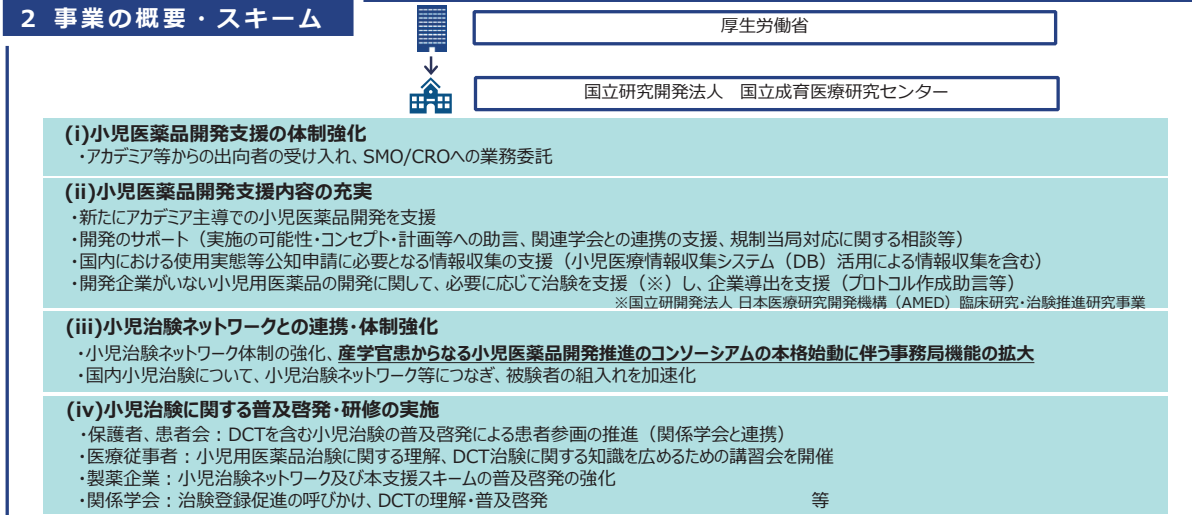 2 事業の概要・スキーム
厚生労働省
国立研究開発法人 国立成育医療研究センター
(i)小児医薬品開発支援の体制強化
・アカデミア等からの出向者の受け入れ、SMO/CROへの業務委託
(ii)小児医薬品開発支援内容の充実
・新たにアカデミア主導での小児医薬品開発を支援
・開発のサポート（実施の可能性・コンセプト・計画等への助言、関連学会との連携の支援、規制当局対応に関する相談等）
・国内における使用実態等公知申請に必要となる情報収集の支援（小児医療情報収集システム（DB）活用による情報収集を含む）
・開発企業がいない小児用医薬品の開発に関して、必要に応じて治験を支援（※）し、企業導出を支援（プロトコル作成助言等）
※国立研開発法人 日本医療研究開発機構（AMED）臨床研究・治験推進研究事業
(iii)小児治験ネットワークとの連携・体制強化
・小児治験ネットワーク体制の強化、産学官患からなる小児医薬品開発推進のコンソーシアムの本格始動に伴う事務局機能の拡大
・国内小児治験について、小児治験ネットワーク等につなぎ、被験者の組入れを加速化
(iv)小児治験に関する普及啓発・研修の実施
・保護者、患者会：DCTを含む小児治験の普及啓発による患者参画の推進（関係学会と連携）
・医療従事者：小児用医薬品治験に関する理解、DCT治験に関する知識を広めるための講習会を開催
・製薬企業：小児治験ネットワーク及び本支援スキームの普及啓発の強化
・関係学会：治験登録促進の呼びかけ、DCTの理解・普及啓発 等